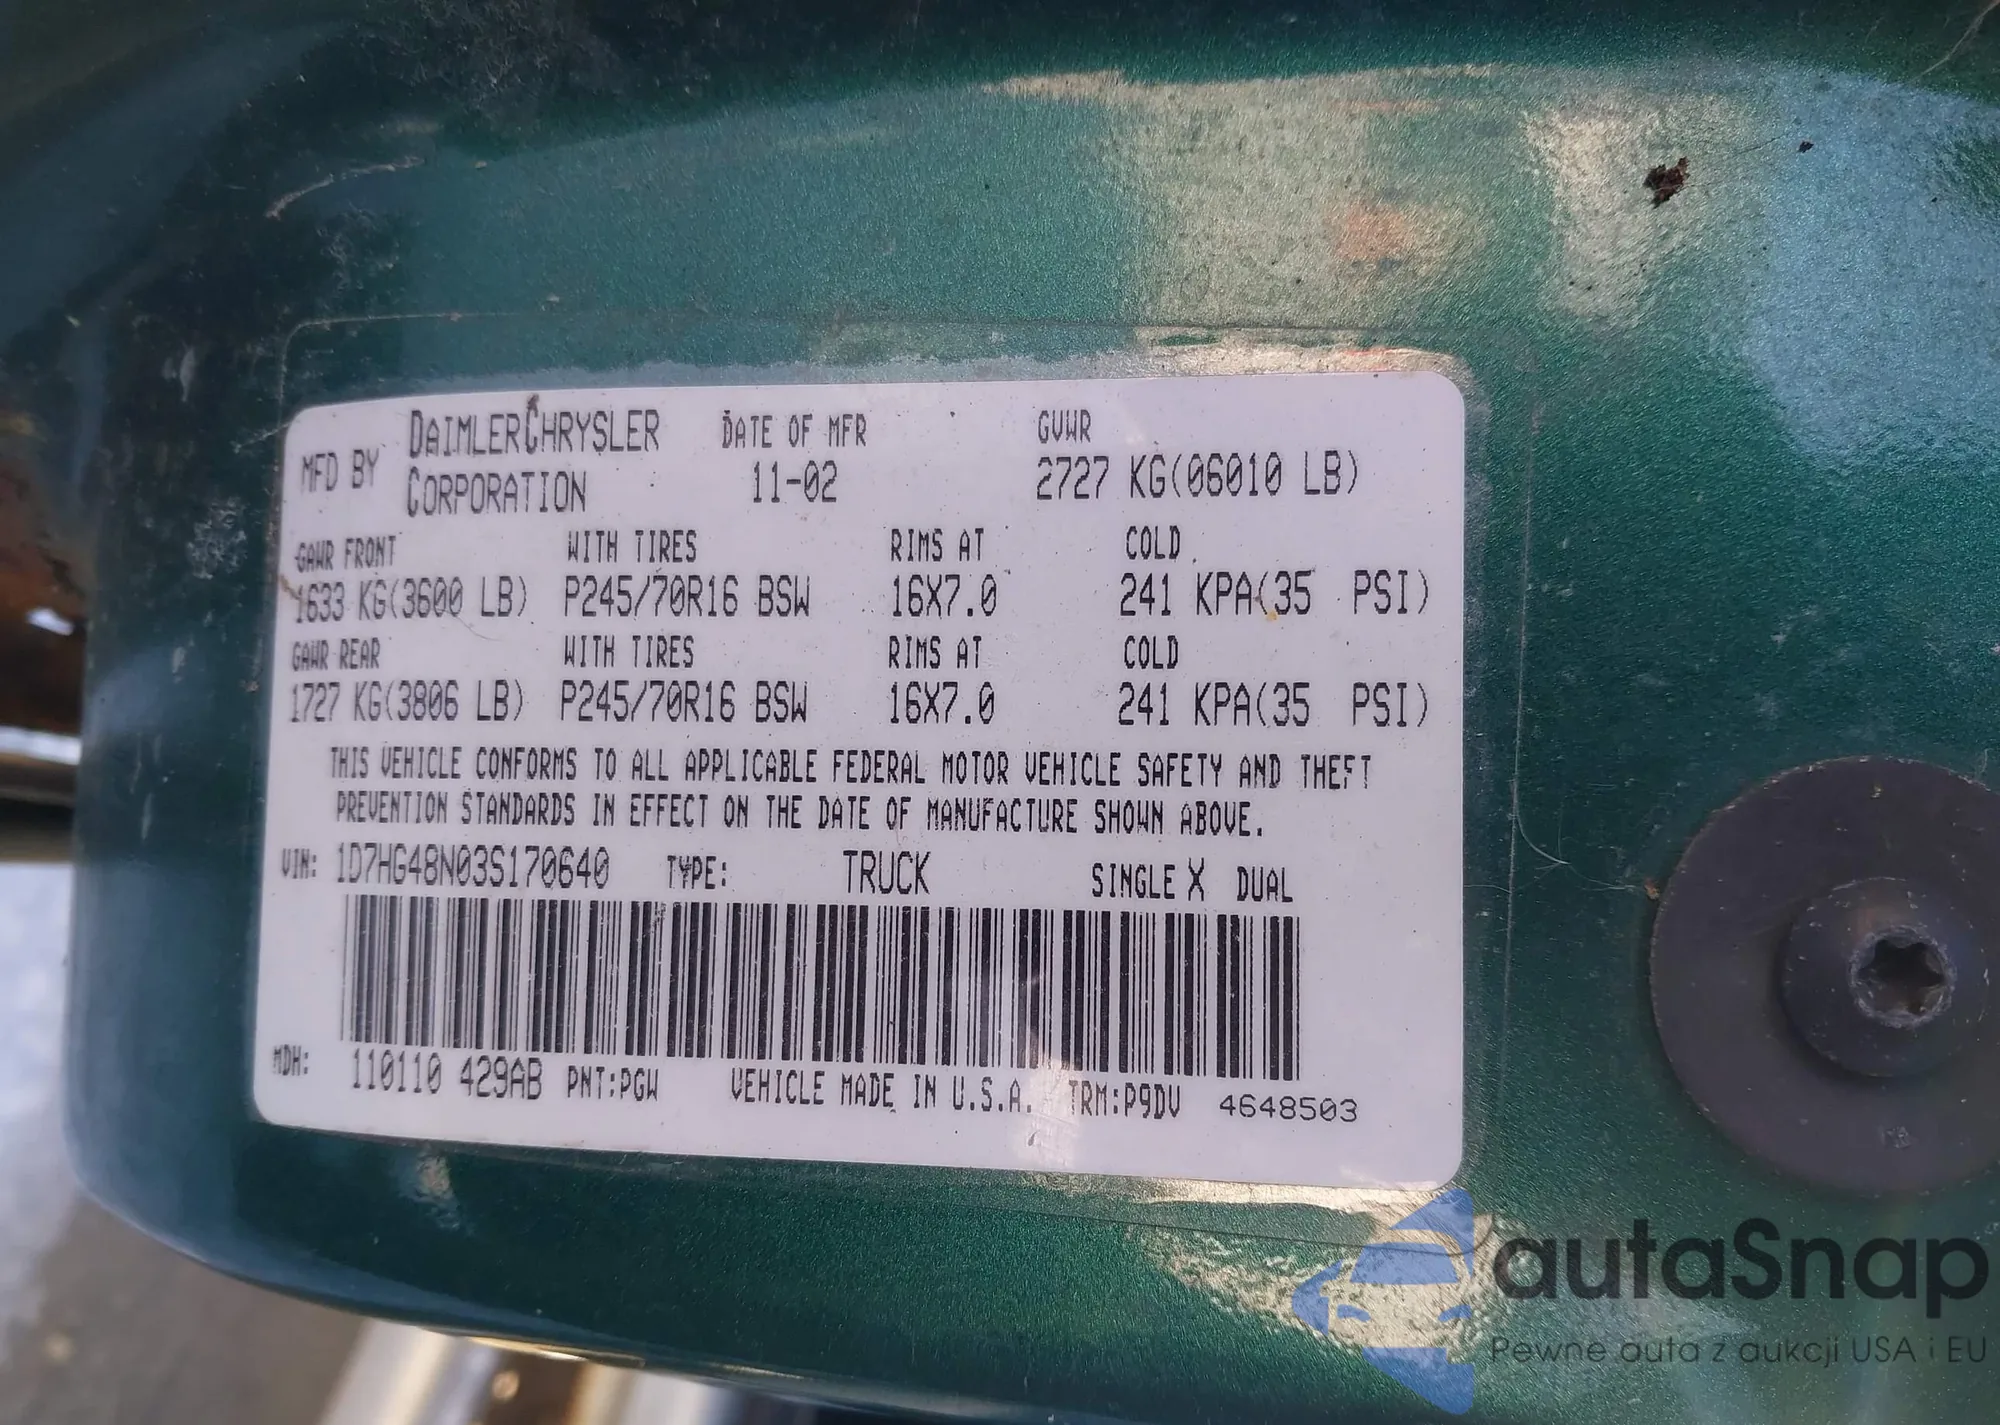 MFD BY DAIMLERCHRYSLER CORPORATION DATE OF MFR 11-02 GVWR 2727 KG(06010 LB)
GAWR FRONT WITH TIRES RIMS AT COLD
1633 KG(3600 LB) P245/70R16 BSW 16X7.0 241 KPA(35 PSI)
GAWR REAR WITH TIRES RIMS AT COLD
1727 KG(3806 LB) P245/70R16 BSW 16X7.0 241 KPA(35 PSI)
THIS VEHICLE CONFORMS TO ALL APPLICABLE FEDERAL MOTOR VEHICLE SAFETY AND THEFT
PREVENTION STANDARDS IN EFFECT ON THE DATE OF MANUFACTURE SHOWN ABOVE.
VIN: 1D7HG48N03S170640 TYPE: TRUCK SINGLE X DUAL
MDH: 110110 429AB PNT:PGW VEHICLE MADE IN U.S.A. TRM:P9DV 4648503
autaSnap
Pewne auta z aukcji USA i EU